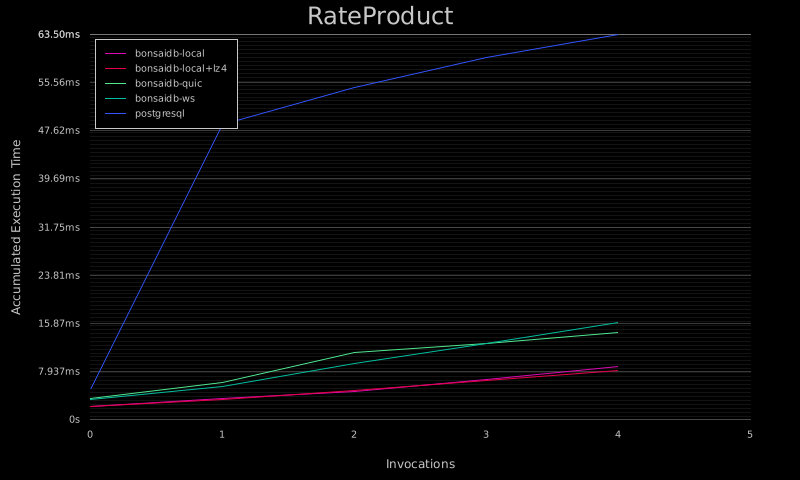 RateProduct
63.50ms
55.56ms
47.62ms
39.69ms
31.75ms
23.81ms
15.87ms
7.937ms
0s
bonsaidb-local
bonsaidb-local+lz4
bonsaidb-quic
bonsaidb-ws
postgresql
Accumulated Execution Time
0 1 2 3 4 5
Invocations